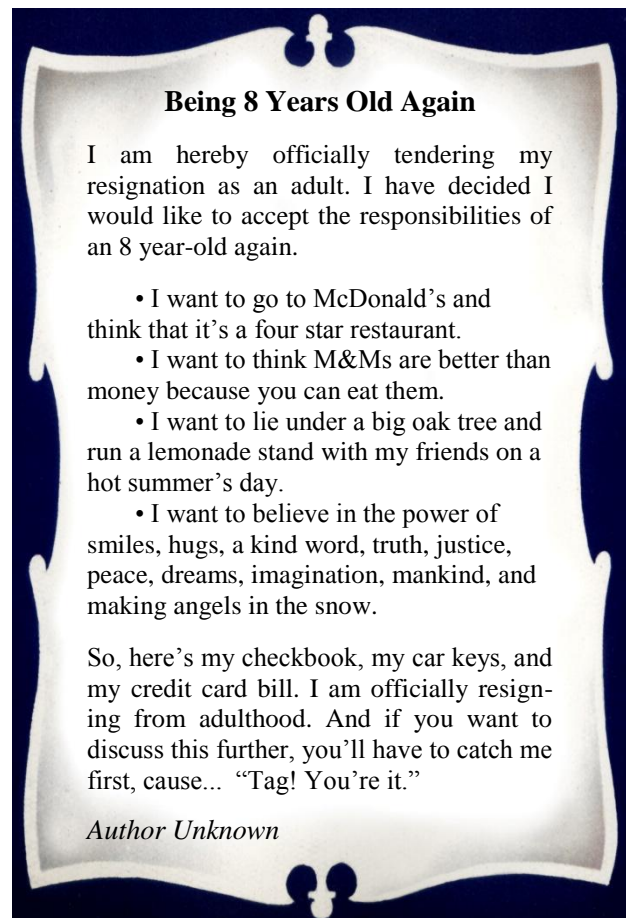 Being 8 Years Old Again
I am hereby officially tendering my
resignation as an adult. I have decided I
would like to accept the responsibilities of
an 8 year-old again.
• I want to go to McDonald’s and
think that it’s a four star restaurant.
• I want to think M&Ms are better than
money because you can eat them.
• I want to lie under a big oak tree and
run a lemonade stand with my friends on a
hot summer’s day.
• I want to believe in the power of
smiles, hugs, a kind word, truth, justice,
peace, dreams, imagination, mankind, and
making angels in the snow.
So, here’s my checkbook, my car keys, and
my credit card bill. I am officially resign-
ing from adulthood. And if you want to
discuss this further, you’ll have to catch me
first, cause... “Tag! You’re it.”
Author Unknown